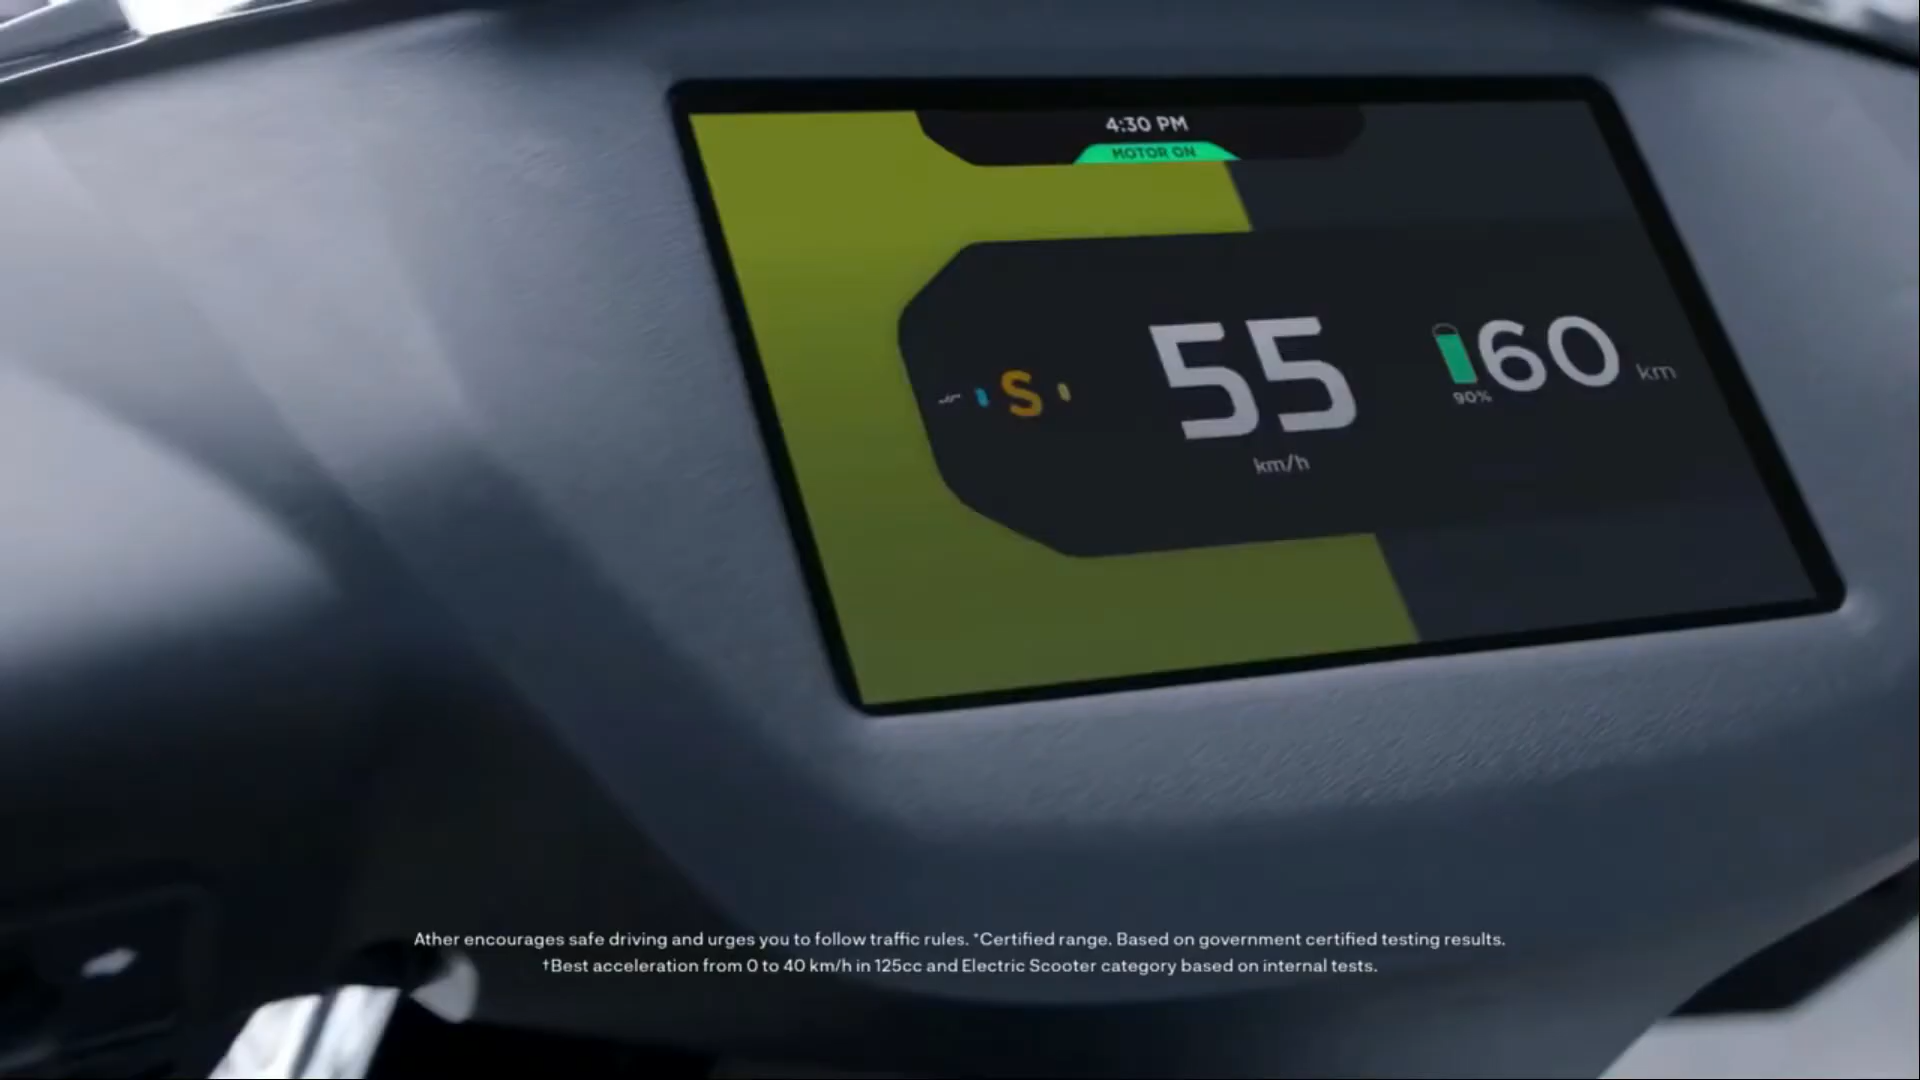 4:30 PM
MOTOR ON
S
55
km/h
60 km
90%
Ather encourages safe driving and urges you to follow traffic rules. *Certified range. Based on government certified testing results.
†Best acceleration from 0 to 40 km/h in 125cc and Electric Scooter category based on internal tests.